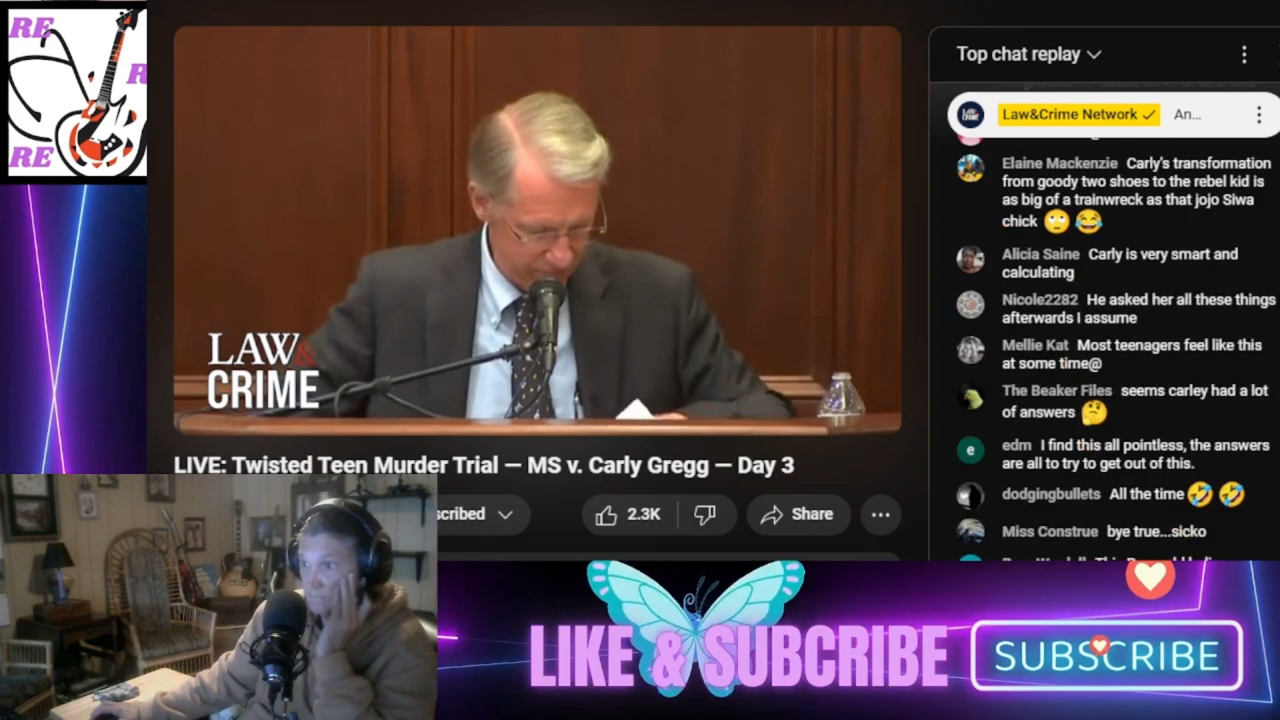 RE
R
RE
LAW&
CRIME
LIVE: Twisted Teen Murder Trial — MS v. Carly Gregg — Day 3
scribed
2.3K
Share
Top chat replay
Law&Crime Network
An...
Elaine Mackenzie Carly's transformation
from goody two shoes to the rebel kid is
as big of a trainwreck as that jojo Siwa
chick 🙄 😂
Alicia Saine Carly is very smart and
calculating
Nicole2282 He asked her all these things
afterwards I assume
Mellie Kat Most teenagers feel like this
at some time@
The Beaker Files seems carley had a lot
of answers 🤔
e
edm I find this all pointless, the answers
are all to try to get out of this.
dodgingbullets All the time 🤣 🤣
Miss Construe bye true...sicko
LIKE & SUBCRIBE
SUBSCRIBE